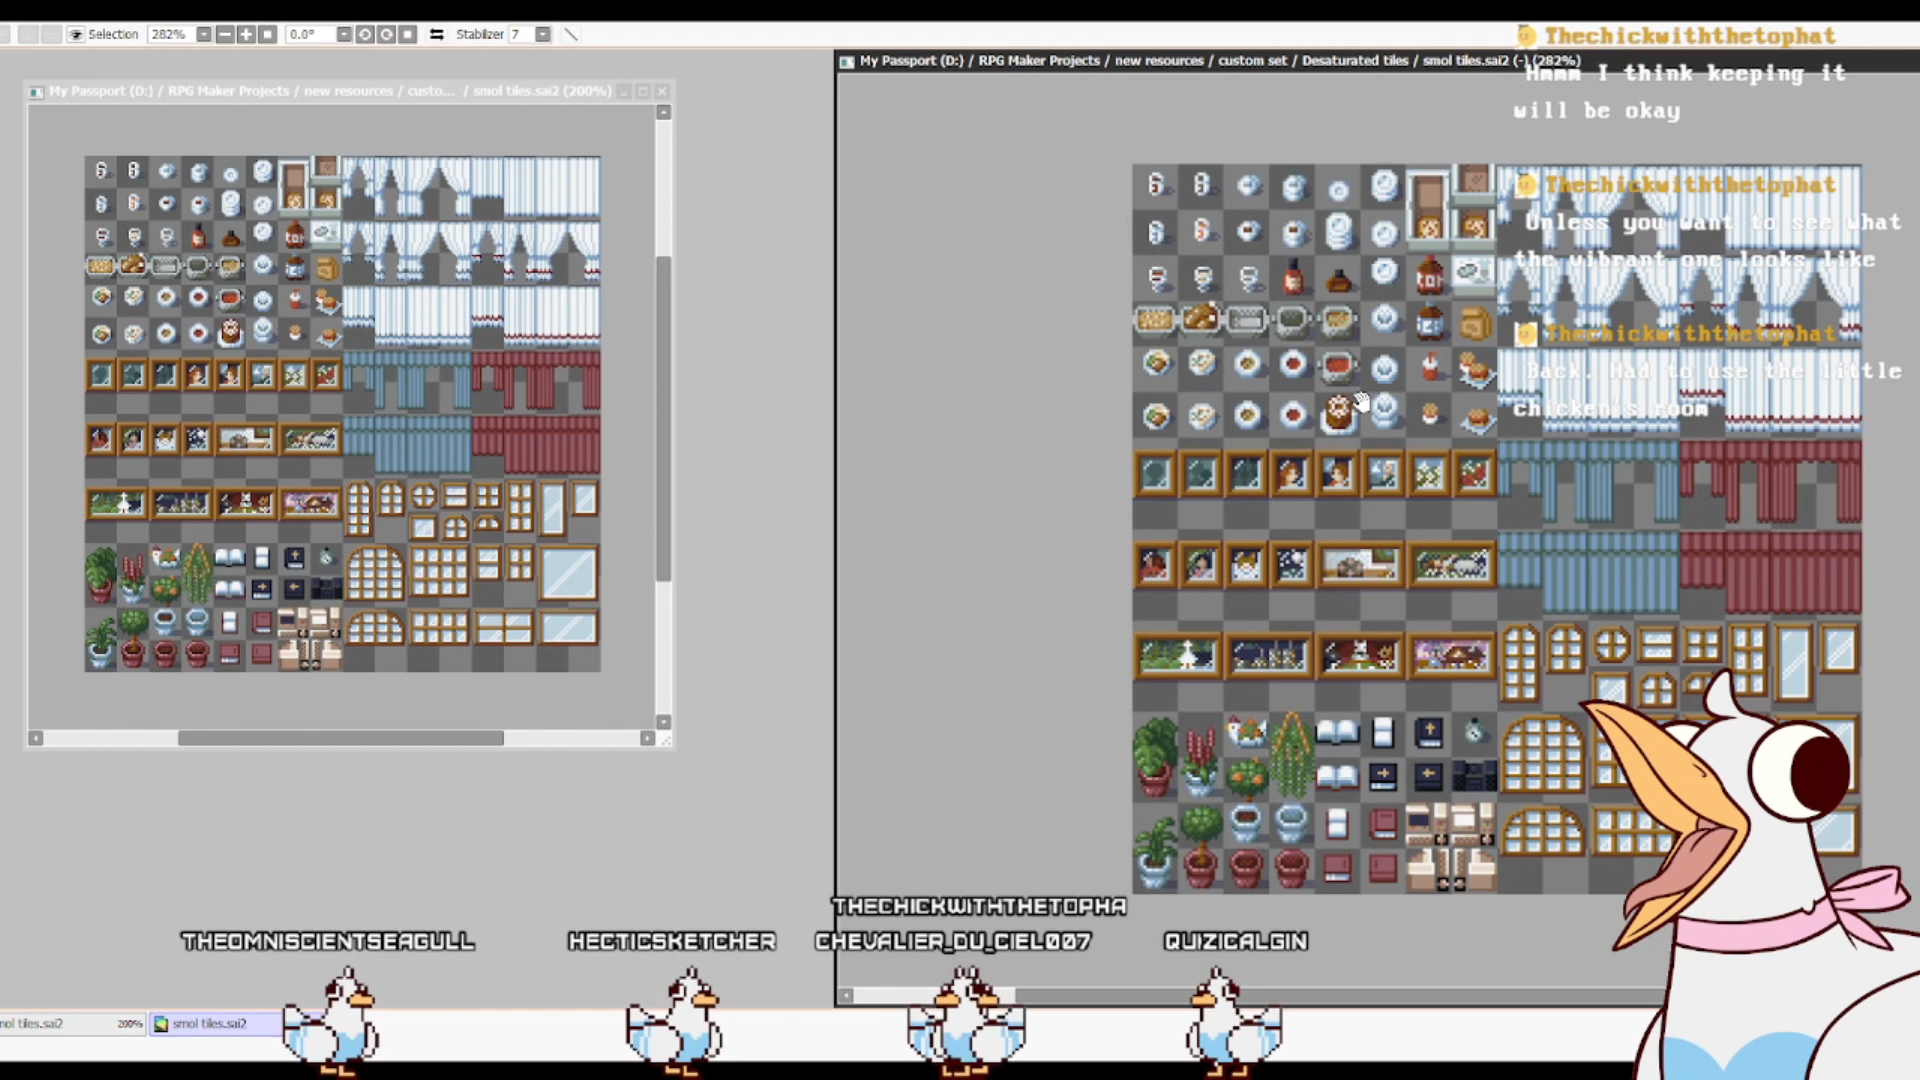 Selection 282% 0.0° Stabilizer 7
My Passport (D:) / RPG Maker Projects / new resources / custo... / smol tiles.sai2 (200%)
My Passport (D:) / RPG Maker Projects / new resources / custom set / Desaturated tiles / smol tiles.sai2 (-) (282%)
Thechickwiththetophat
Hmmm I think keeping it
will be okay
Thechickwiththetophat
Unless you want to see what
the vibrant one looks like
Thechickwiththetophat
Back. Had to use the little
chicken's room
THECHICKWITHTHETOPHA
THEOMNISCIENTSEAGULL
HECTICSKETCHER
CHEVALIER_DU_CIEL007
QUIZICALGIN
tiles.sai2 200%
smol tiles.sai2